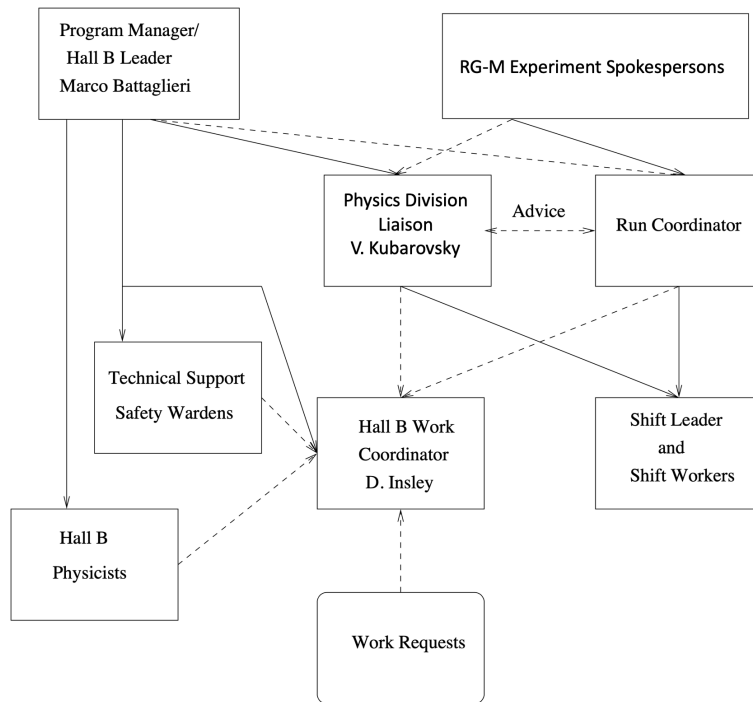 Program Manager/
Hall B Leader
Marco Battaglieri
RG-M Experiment Spokespersons
Physics Division
Liaison
V. Kubarovsky
Advice
Run Coordinator
Technical Support
Safety Wardens
Hall B Work
Coordinator
D. Insley
Shift Leader
and
Shift Workers
Hall B
Physicists
Work Requests